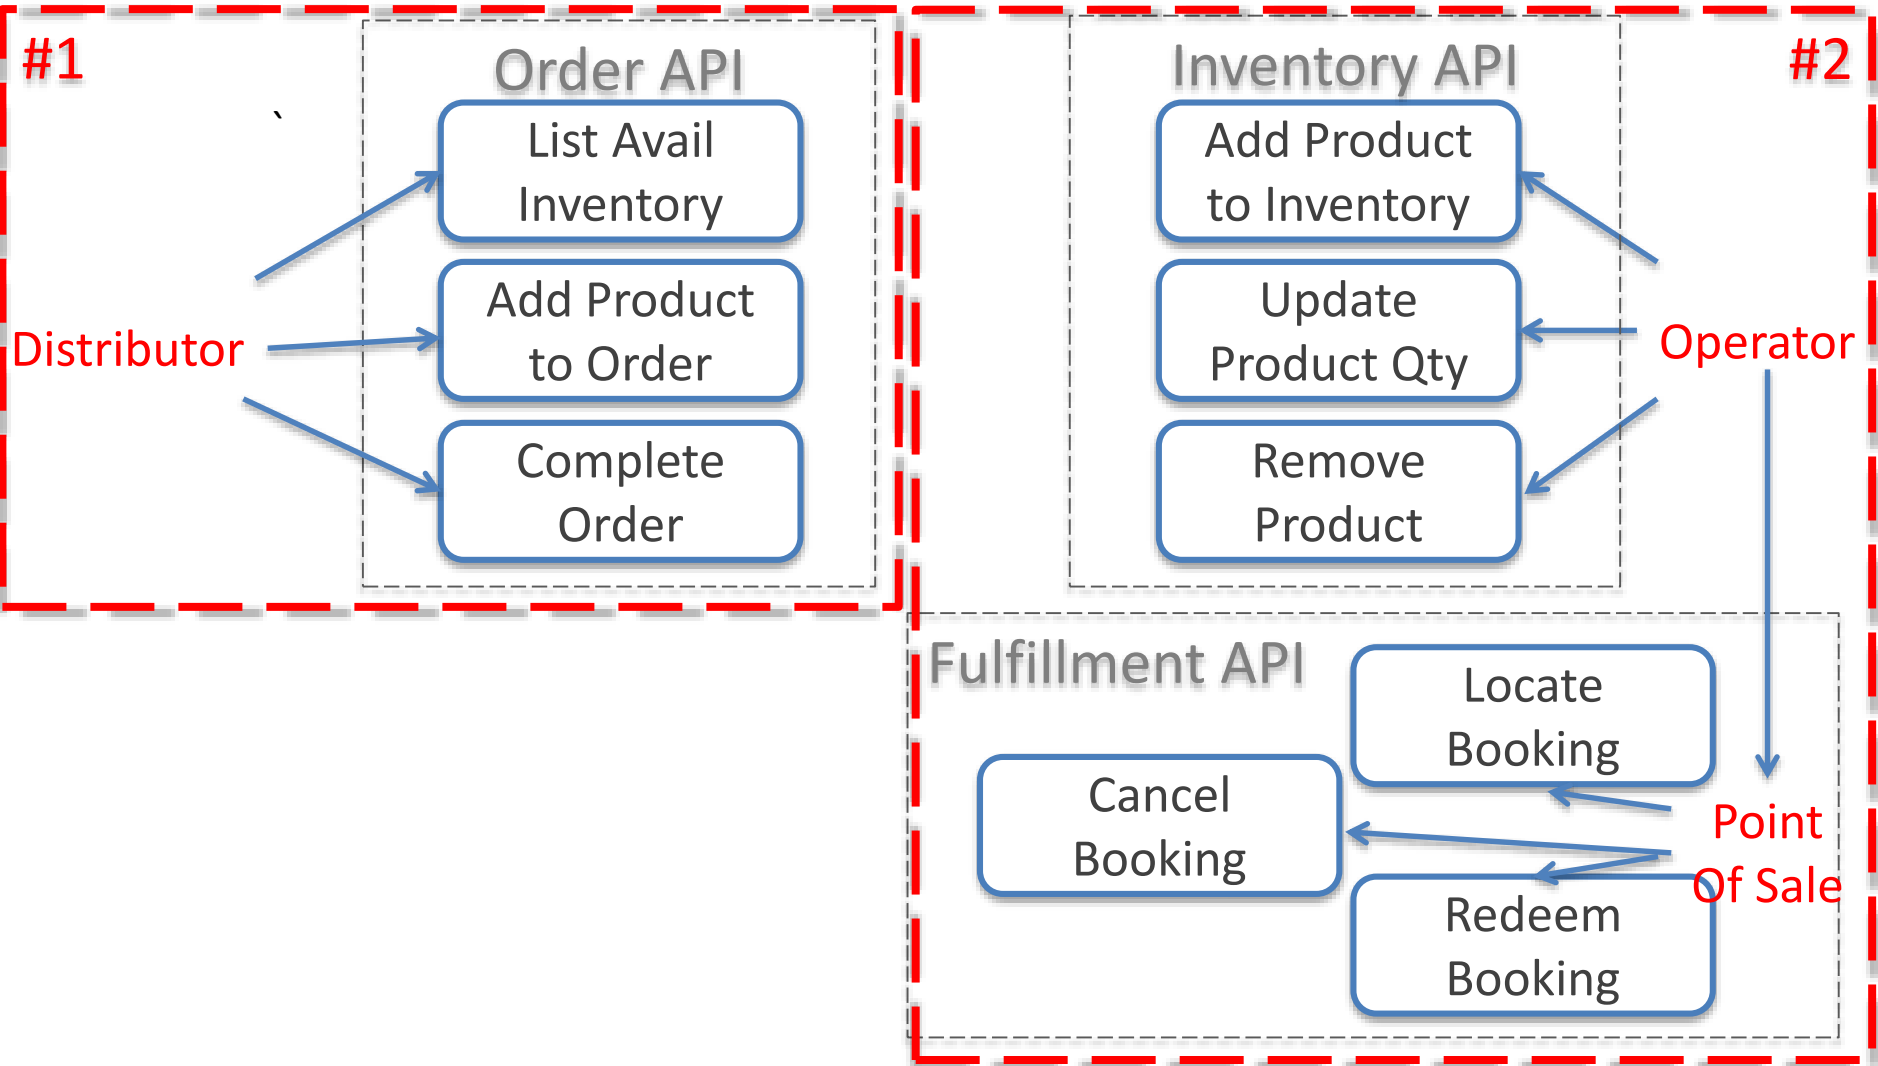 #1
Order API
`
List Avail
Inventory
Add Product
to Order
Distributor
Complete
Order
#2
Inventory API
Add Product
to Inventory
Update
Product Qty
Operator
Remove
Product
Fulfillment API
Locate
Booking
Cancel
Booking
Point
Of Sale
Redeem
Booking